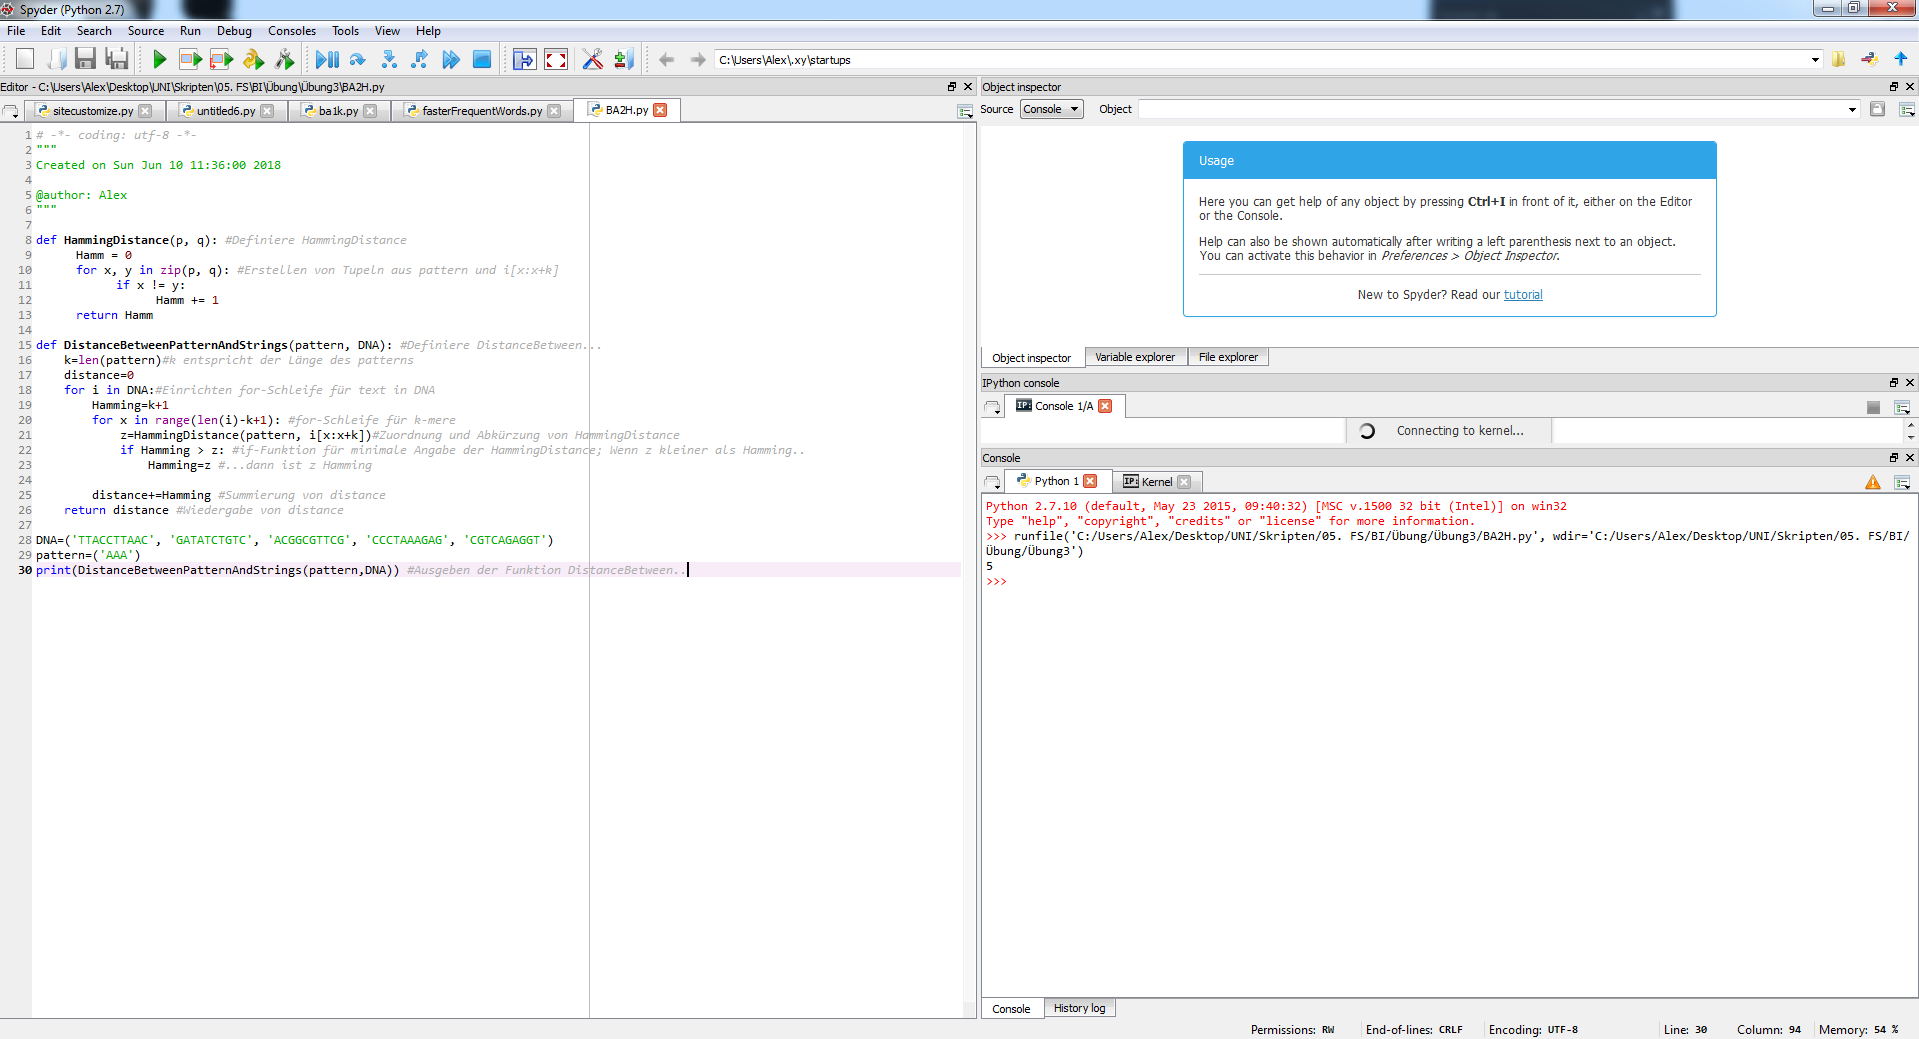 Spyder (Python 2.7)
File Edit Search Source Run Debug Consoles Tools View Help
C:\Users\Alex\.xy\startups
Editor - C:\Users\Alex\Desktop\UNI\Skripten\05. FS\BI\Übung\Übung3\BA2H.py
sitecustomize.py untitled6.py ba1k.py fasterFrequentWords.py BA2H.py
1 # -*- coding: utf-8 -*-
2 """
3 Created on Sun Jun 10 11:36:00 2018
4
5 @author: Alex
6 """
7
8 def HammingDistance(p, q): #Definiere HammingDistance
9 Hamm = 0
10 for x, y in zip(p, q): #Erstellen von Tupeln aus pattern und i[x:x+k]
11 if x != y:
12 Hamm += 1
13 return Hamm
14
15 def DistanceBetweenPatternAndStrings(pattern, DNA): #Definiere DistanceBetween...
16 k=len(pattern)#k entspricht der Länge des patterns
17 distance=0
18 for i in DNA:#Einrichten for-Schleife für text in DNA
19 Hamming=k+1
20 for x in range(len(i)-k+1): #for-Schleife für k-mere
21 z=HammingDistance(pattern, i[x:x+k])#Zuordnung und Abkürzung von HammingDistance
22 if Hamming > z: #if-Funktion für minimale Angabe der HammingDistance; Wenn z kleiner als Hamming..
23 Hamming=z #...dann ist z Hamming
24
25 distance+=Hamming #Summierung von distance
26 return distance #Wiedergabe von distance
27
28 DNA=('TTACCTTAAC', 'GATATCTGTC', 'ACGGCGTTCG', 'CCCTAAAGAG', 'CGTCAGAGGT')
29 pattern=('AAA')
30 print(DistanceBetweenPatternAndStrings(pattern,DNA)) #Ausgeben der Funktion DistanceBetween..
Object inspector
Source Console Object
Usage
Here you can get help of any object by pressing Ctrl+I in front of it, either on the Editor
or the Console.
Help can also be shown automatically after writing a left parenthesis next to an object.
You can activate this behavior in Preferences > Object Inspector.
New to Spyder? Read our tutorial
Object inspector Variable explorer File explorer
IPython console
IP: Console 1/A
Connecting to kernel...
Console
Python 1 IP: Kernel
Python 2.7.10 (default, May 23 2015, 09:40:32) [MSC v.1500 32 bit (Intel)] on win32
Type "help", "copyright", "credits" or "license" for more information.
>>> runfile('C:/Users/Alex/Desktop/UNI/Skripten/05. FS/BI/Übung/Übung3/BA2H.py', wdir='C:/Users/Alex/Desktop/UNI/Skripten/05. FS/BI/
Übung/Übung3')
5
>>>
Console History log
Permissions: RW End-of-lines: CRLF Encoding: UTF-8 Line: 30 Column: 94 Memory: 54 %